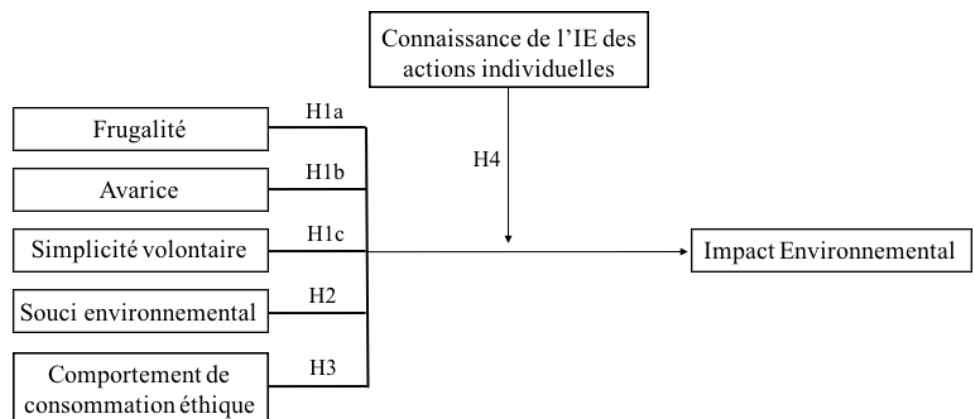 Connaissance de l’IE des
actions individuelles
H1a
Frugalité
H4
H1b
Avarice
H1c
Simplicité volontaire
Impact Environnemental
H2
Souci environnemental
H3
Comportement de
consommation éthique